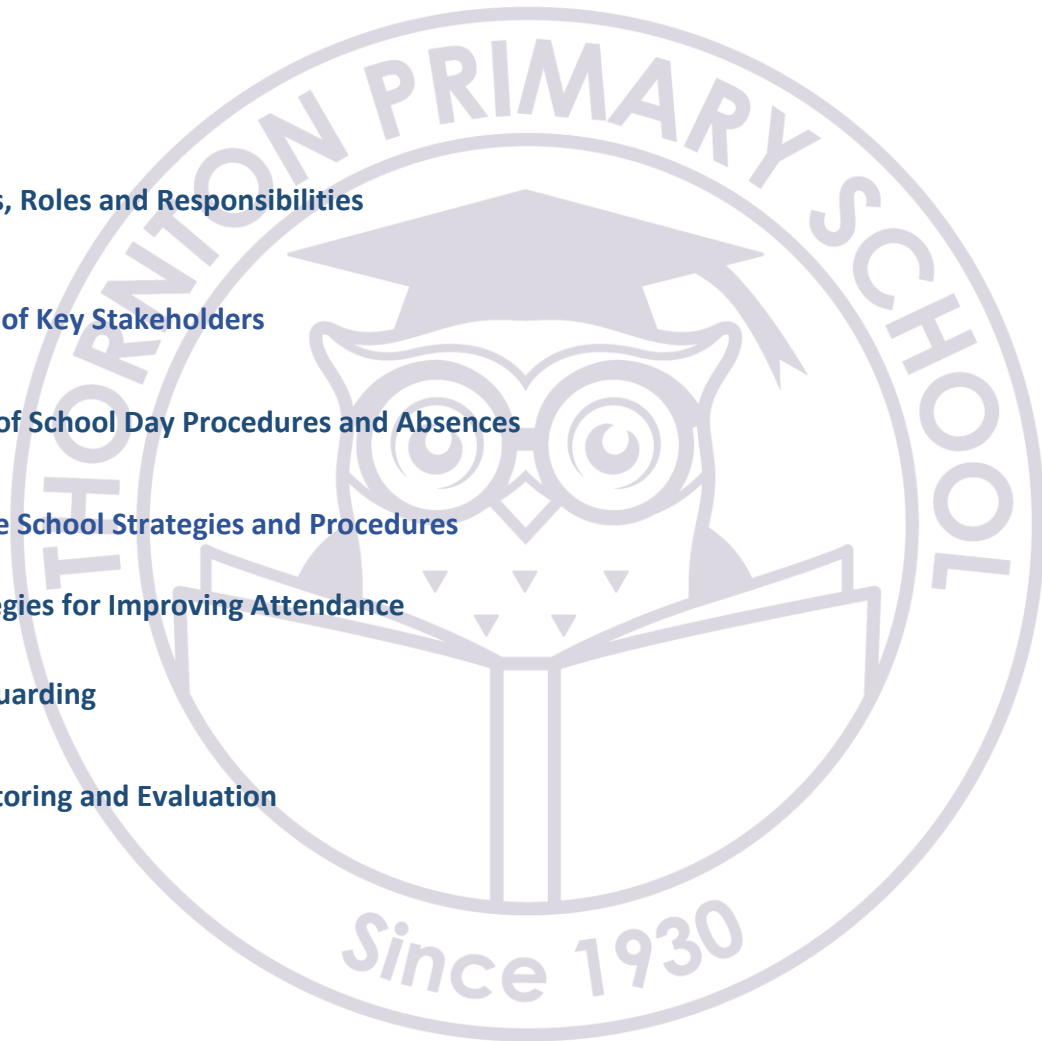 THORNTON PRIMARY SCHOOL
s, Roles and Responsibilities
of Key Stakeholders
of School Day Procedures and Absences
e School Strategies and Procedures
egies for Improving Attendance
uarding
toring and Evaluation
Since 1930